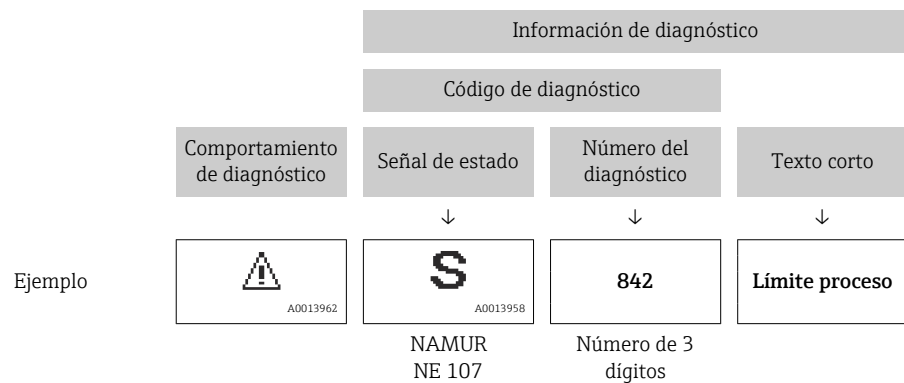 Información de diagnóstico
Código de diagnóstico
Comportamiento
de diagnóstico
Señal de estado
Número del
diagnóstico
Texto corto
↓ ↓ ↓
Ejemplo
A0013962
S
A0013958
842
Límite proceso
NAMUR
NE 107
Número de 3
dígitos